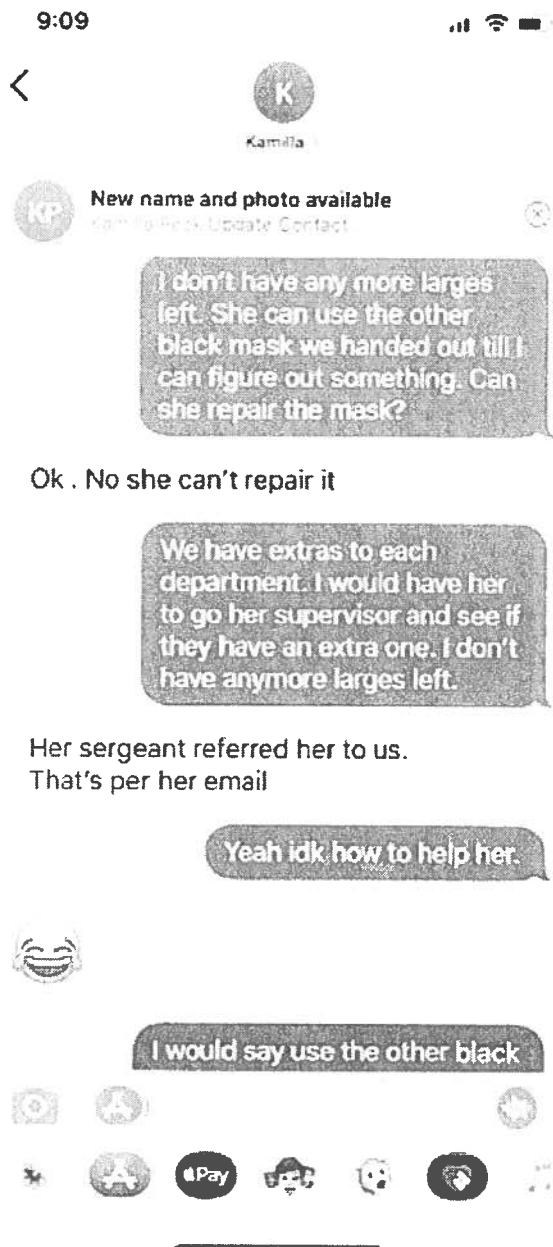 9:09
K
Kamilla
KP
New name and photo available
Update Contact
I don't have any more larges
left. She can use the other
black mask we handed out till I
can figure out something. Can
she repair the mask?
Ok . No she can't repair it
We have extras to each
department. I would have her
to go her supervisor and see if
they have an extra one. I don't
have anymore larges left.
Her sergeant referred her to us.
That's per her email
Yeah idk how to help her.
I would say use the other black
Pay